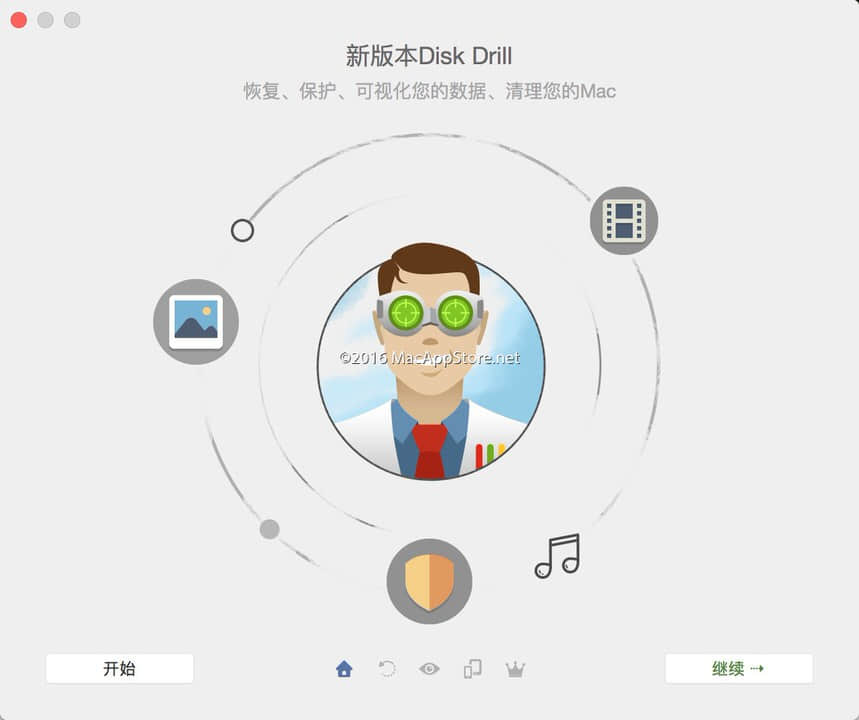 新版本Disk Drill
恢复、保护、可视化您的数据、清理您的Mac
©2016 MacAppStore.net
开始
继续 ⇢